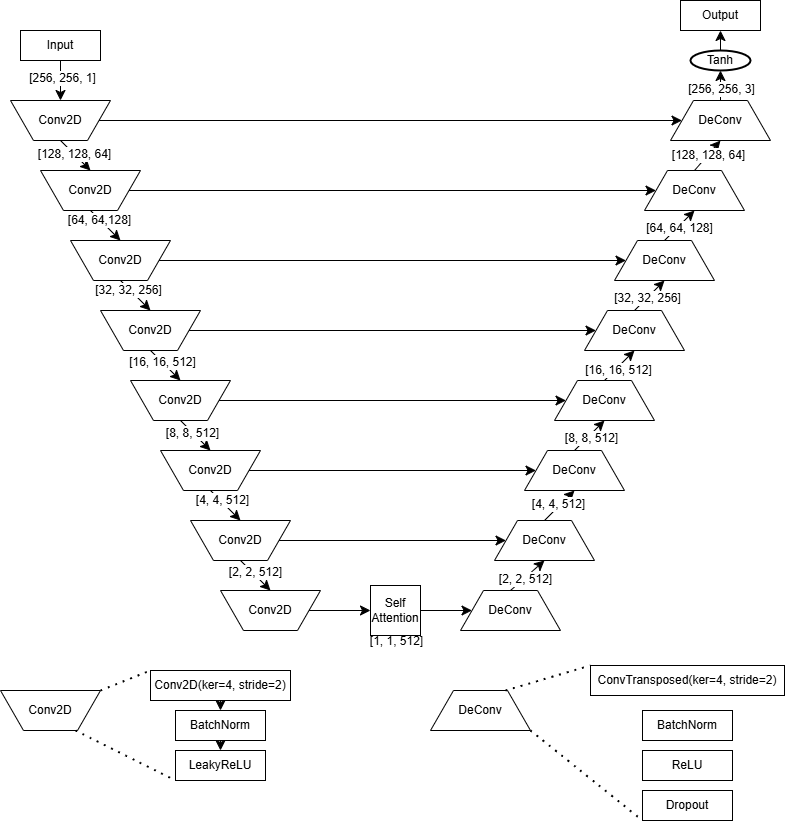 Output
Input
Tanh
[256, 256, 1]
[256, 256, 3]
Conv2D
DeConv
[128, 128, 64]
[128, 128, 64]
Conv2D
DeConv
[64, 64,128]
[64, 64, 128]
Conv2D
DeConv
[32, 32, 256]
[32, 32, 256]
Conv2D
DeConv
[16, 16, 512]
[16, 16, 512]
Conv2D
DeConv
[8, 8, 512]
[8, 8, 512]
Conv2D
DeConv
[4, 4, 512]
[4, 4, 512]
Conv2D
DeConv
[2, 2, 512]
[2, 2, 512]
Conv2D
Self
Attention
DeConv
[1, 1, 512]
Conv2D
Conv2D(ker=4, stride=2)
BatchNorm
LeakyReLU
DeConv
ConvTransposed(ker=4, stride=2)
BatchNorm
ReLU
Dropout